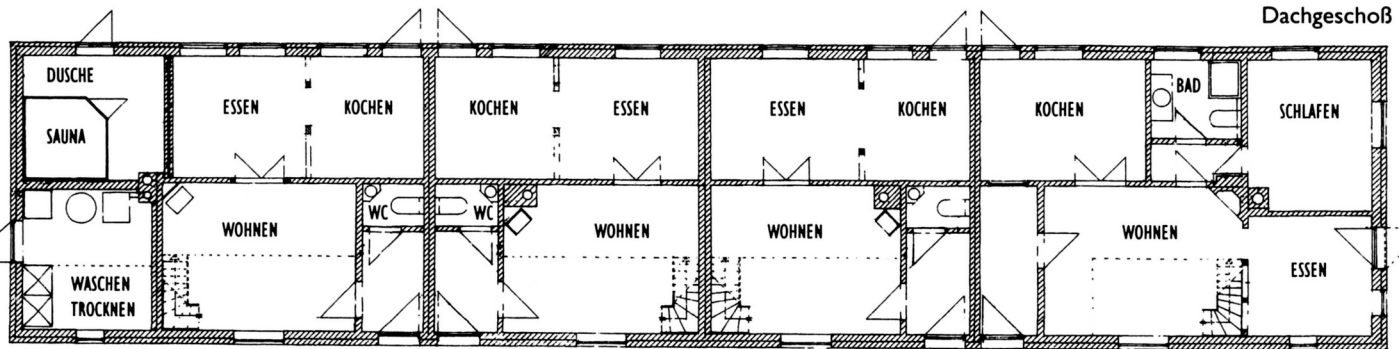 Dachgeschoß
DUSCHE
SAUNA
ESSEN
KOCHEN
KOCHEN
ESSEN
ESSEN
KOCHEN
KOCHEN
BAD
SCHLAFEN
WOHNEN
WC
WC
WOHNEN
WOHNEN
WOHNEN
ESSEN
WASCHEN
TROCKNEN